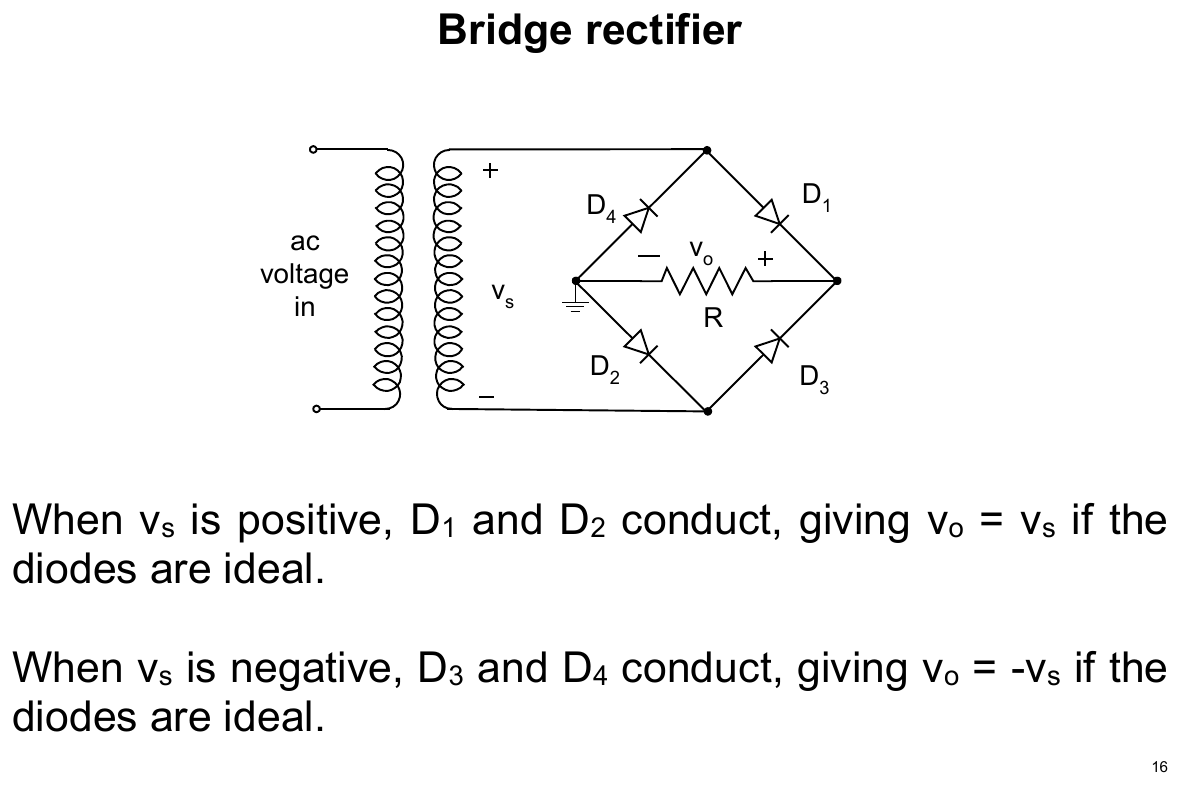 Bridge rectifier
+
D4
D1
ac
voltage
in
— vo +
vs
R
D2
D3
–
When vs is positive, D1 and D2 conduct, giving vo = vs if the
diodes are ideal.
When vs is negative, D3 and D4 conduct, giving vo = -vs if the
diodes are ideal.
16